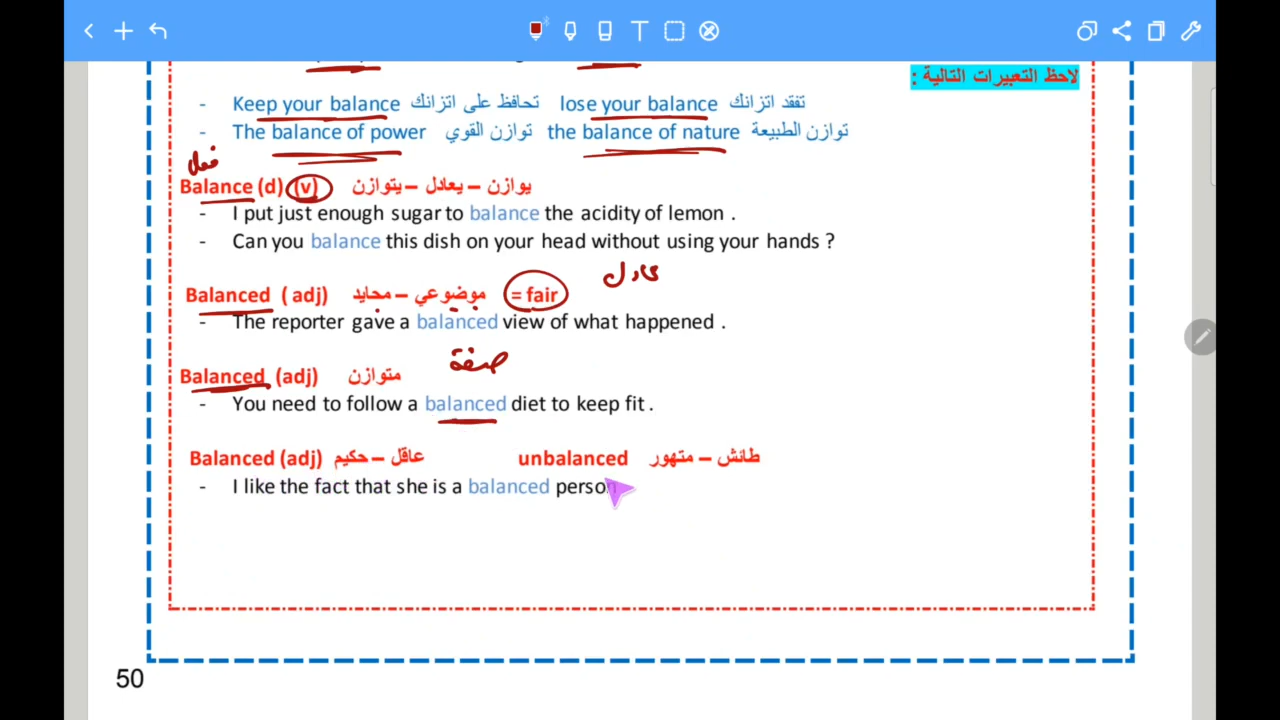 لاحظ التعبيرات التالية :
- Keep your balance تحافظ على اتزانك lose your balance تفقد اتزانك
- The balance of power توازن القوي the balance of nature توازن الطبيعة
فعل
Balance (d) (v) يوازن – يعادل – يتوازن
- I put just enough sugar to balance the acidity of lemon .
- Can you balance this dish on your head without using your hands ?
عادل
Balanced ( adj) موضوعي – محايد = fair
- The reporter gave a balanced view of what happened .
صفة
Balanced (adj) متوازن
- You need to follow a balanced diet to keep fit .
Balanced (adj) عاقل – حكيم unbalanced طائش – متهور
- I like the fact that she is a balanced person
50